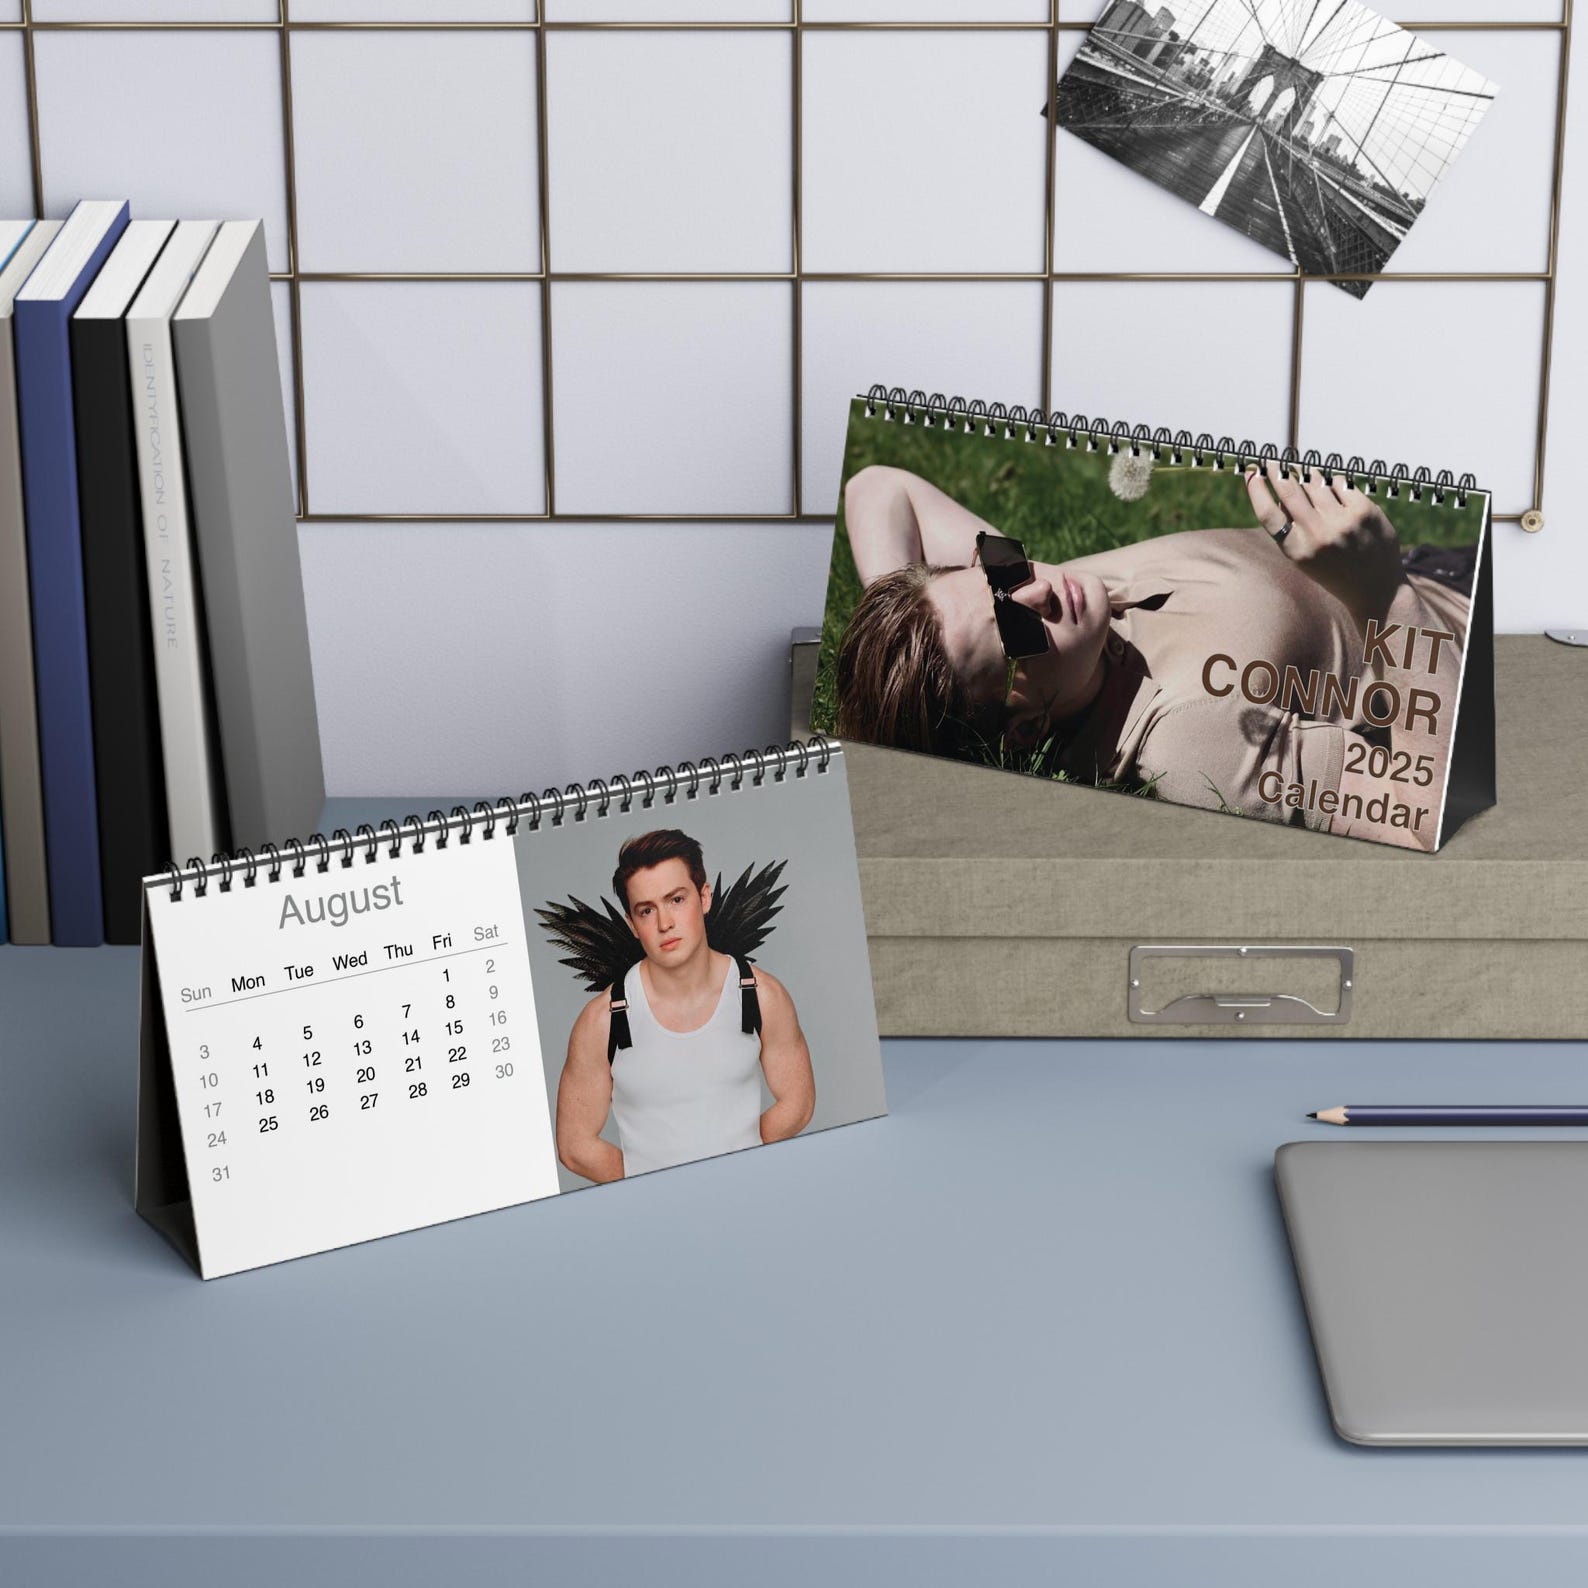 IDENTYFICATION OF NATURE
KIT
CONNOR
2025
Calendar
August
Sun Mon Tue Wed Thu Fri Sat
1 2
3 4 5 6 7 8 9
10 11 12 13 14 15 16
17 18 19 20 21 22 23
24 25 26 27 28 29 30
31